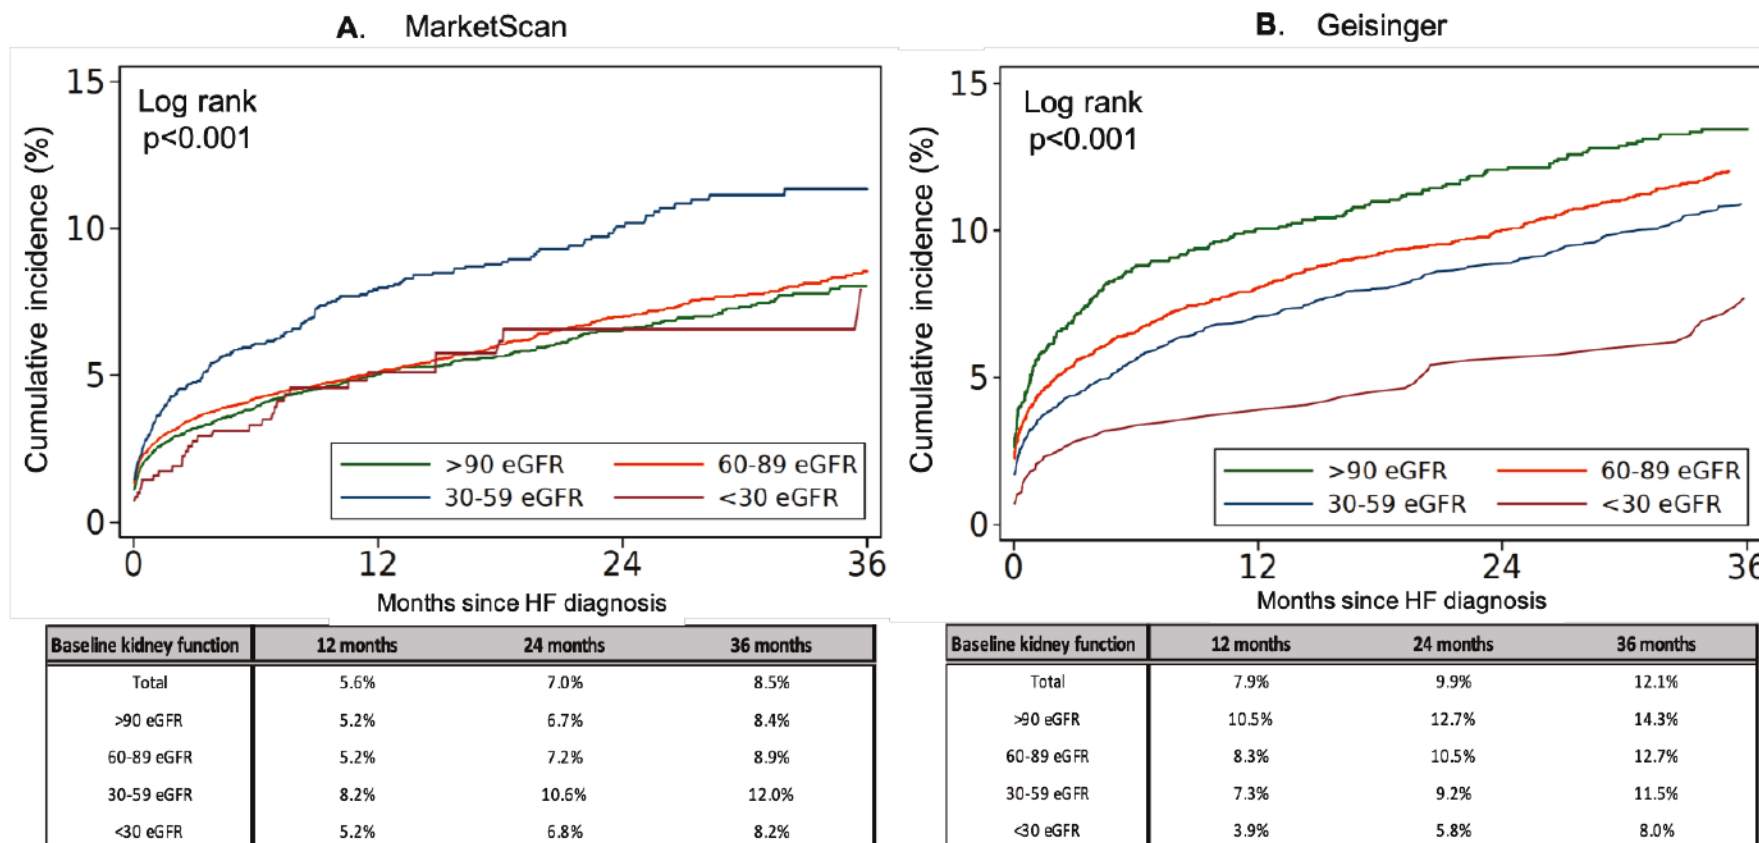 A. MarketScan
Log rank
p<0.001
Cumulative incidence (%)
15
10
5
0
>90 eGFR
60-89 eGFR
30-59 eGFR
<30 eGFR
0
12
24
36
Months since HF diagnosis
Baseline kidney function 12 months 24 months 36 months
Total 5.6% 7.0% 8.5%
>90 eGFR 5.2% 6.7% 8.4%
60-89 eGFR 5.2% 7.2% 8.9%
30-59 eGFR 8.2% 10.6% 12.0%
<30 eGFR 5.2% 6.8% 8.2%
B. Geisinger
Log rank
p<0.001
Cumulative incidence (%)
15
10
5
0
>90 eGFR
60-89 eGFR
30-59 eGFR
<30 eGFR
0
12
24
36
Months since HF diagnosis
Baseline kidney function 12 months 24 months 36 months
Total 7.9% 9.9% 12.1%
>90 eGFR 10.5% 12.7% 14.3%
60-89 eGFR 8.3% 10.5% 12.7%
30-59 eGFR 7.3% 9.2% 11.5%
<30 eGFR 3.9% 5.8% 8.0%